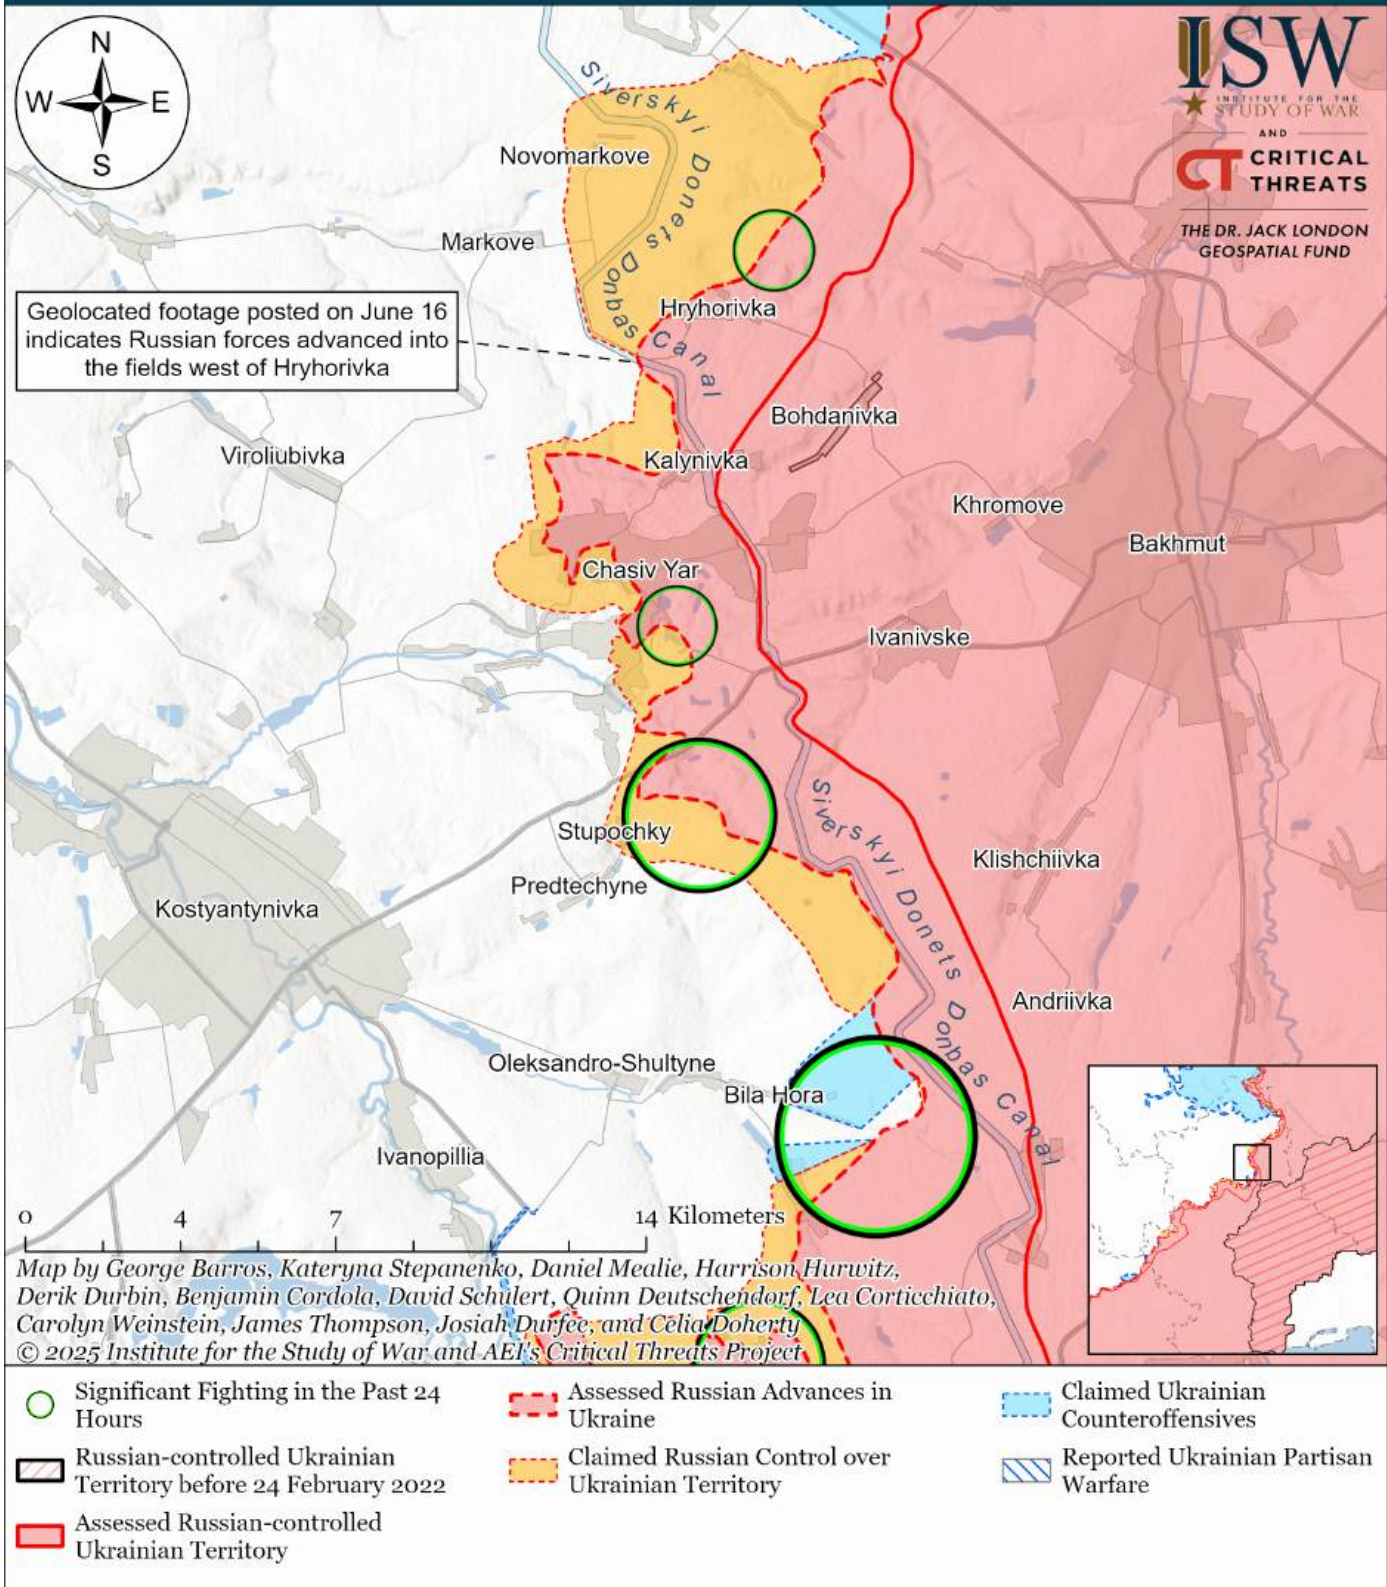 N
W
E
S
ISW
INSTITUTE FOR THE
STUDY OF WAR
AND
CT CRITICAL
THREATS
THE DR. JACK LONDON
GEOSPATIAL FUND
Siverskyi Donets Donbas Canal
Novomarkove
Markove
Hryhorivka
Geolocated footage posted on June 16
indicates Russian forces advanced into
the fields west of Hryhorivka
Bohdanivka
Viroliubivka
Kalynivka
Khromove
Bakhmut
Chasiv Yar
Ivanivske
Siverskyi Donets Donbas Canal
Stupochky
Klishchiivka
Predtechyne
Kostyantynivka
Andriivka
Oleksandro-Shultyne
Bila Hora
Ivanopillia
0 4 7 14 Kilometers
Map by George Barros, Kateryna Stepanenko, Daniel Mealie, Harrison Hurwitz,
Derik Durbin, Benjamin Cordola, David Schulert, Quinn Deutschendorf, Lea Corticchiato,
Carolyn Weinstein, James Thompson, Josiah Durfee, and Celia Doherty
© 2025 Institute for the Study of War and AEI's Critical Threats Project
Significant Fighting in the Past 24
Hours
Russian-controlled Ukrainian
Territory before 24 February 2022
Assessed Russian-controlled
Ukrainian Territory
Assessed Russian Advances in
Ukraine
Claimed Russian Control over
Ukrainian Territory
Claimed Ukrainian
Counteroffensives
Reported Ukrainian Partisan
Warfare